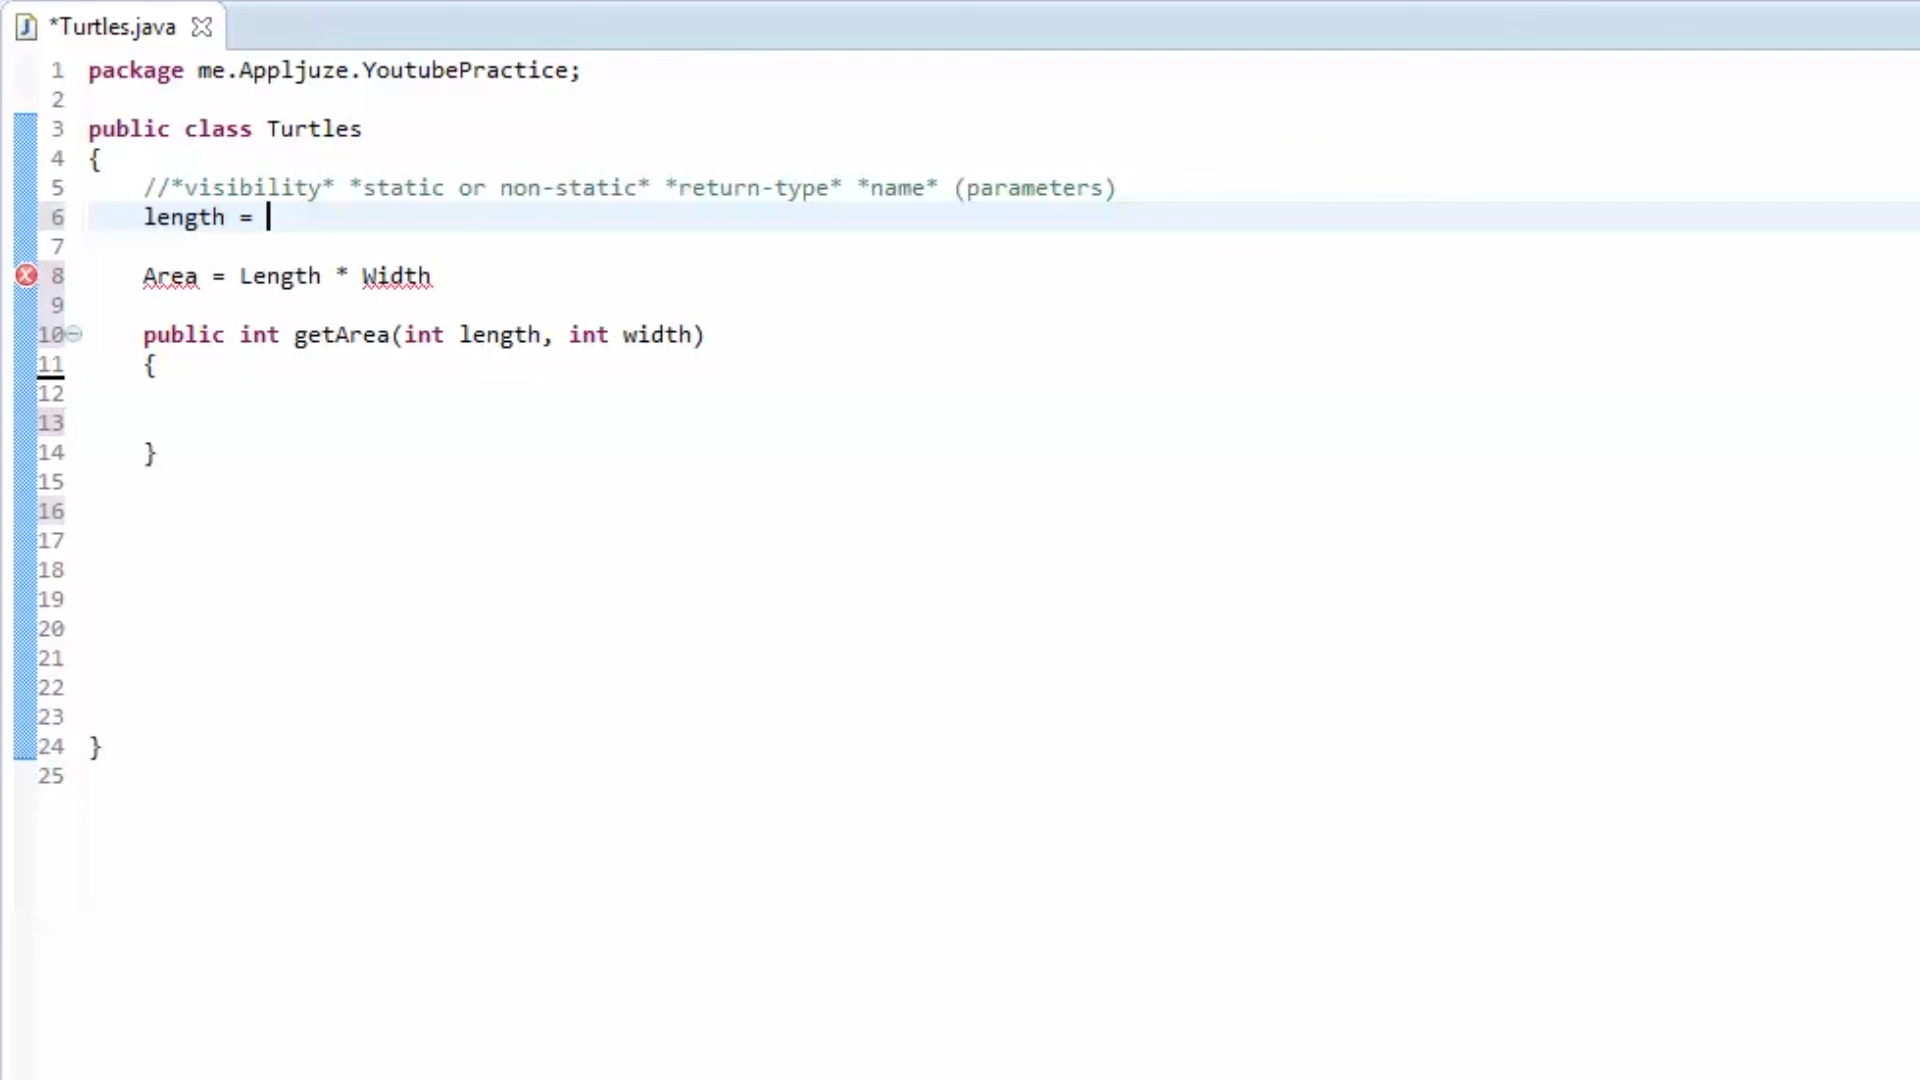 *Turtles.java
1 package me.Appljuze.YoutubePractice;
2
3 public class Turtles
4 {
5 //*visibility* *static or non-static* *return-type* *name* (parameters)
6 length =
7
8 Area = Length * Width
9
10 public int getArea(int length, int width)
11 {
12
13
14 }
15
16
17
18
19
20
21
22
23
24 }
25